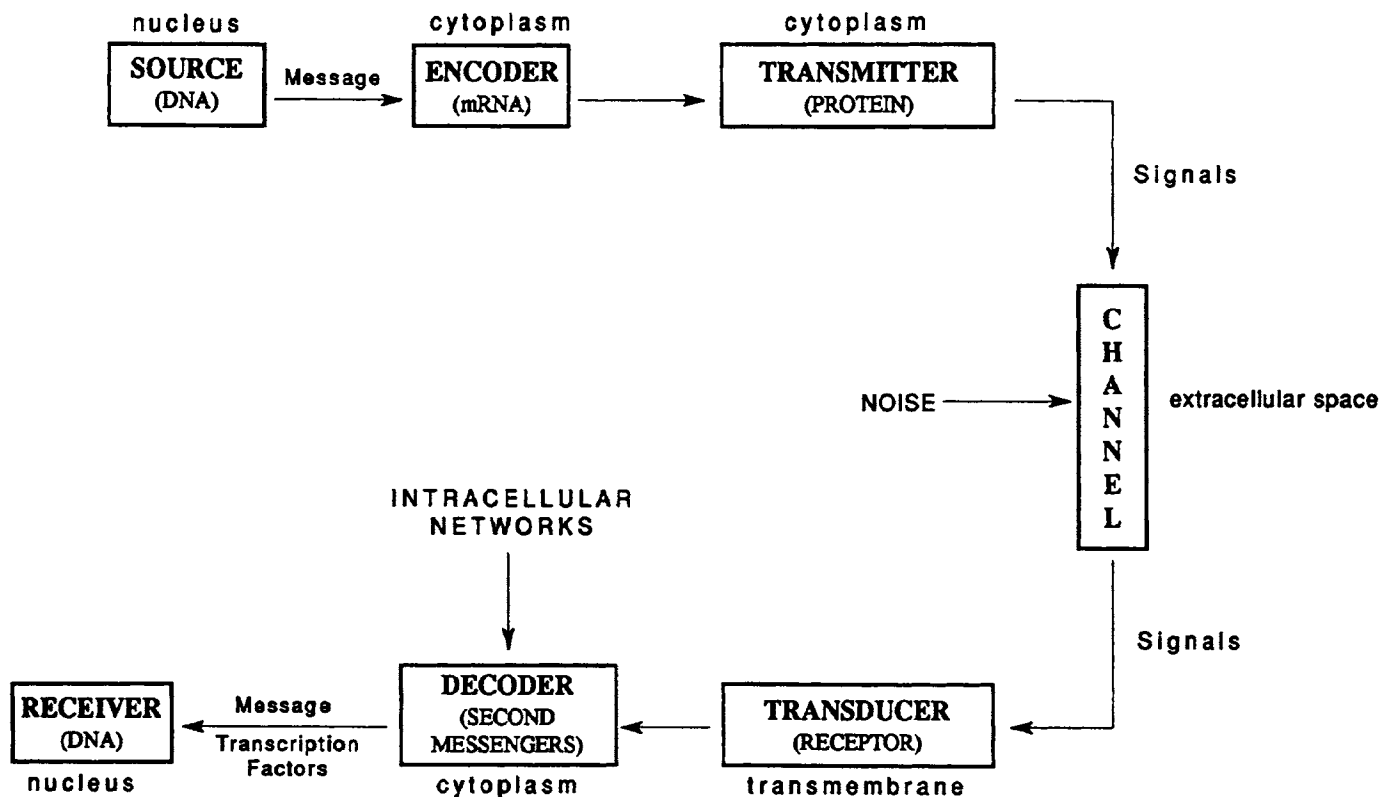 nucleus
SOURCE
(DNA)
Message
cytoplasm
ENCODER
(mRNA)
cytoplasm
TRANSMITTER
(PROTEIN)
Signals
CHANNEL
NOISE
extracellular space
Signals
TRANSDUCER
(RECEPTOR)
transmembrane
INTRACELLULAR
NETWORKS
DECODER
(SECOND
MESSENGERS)
cytoplasm
Message
Transcription
Factors
RECEIVER
(DNA)
nucleus